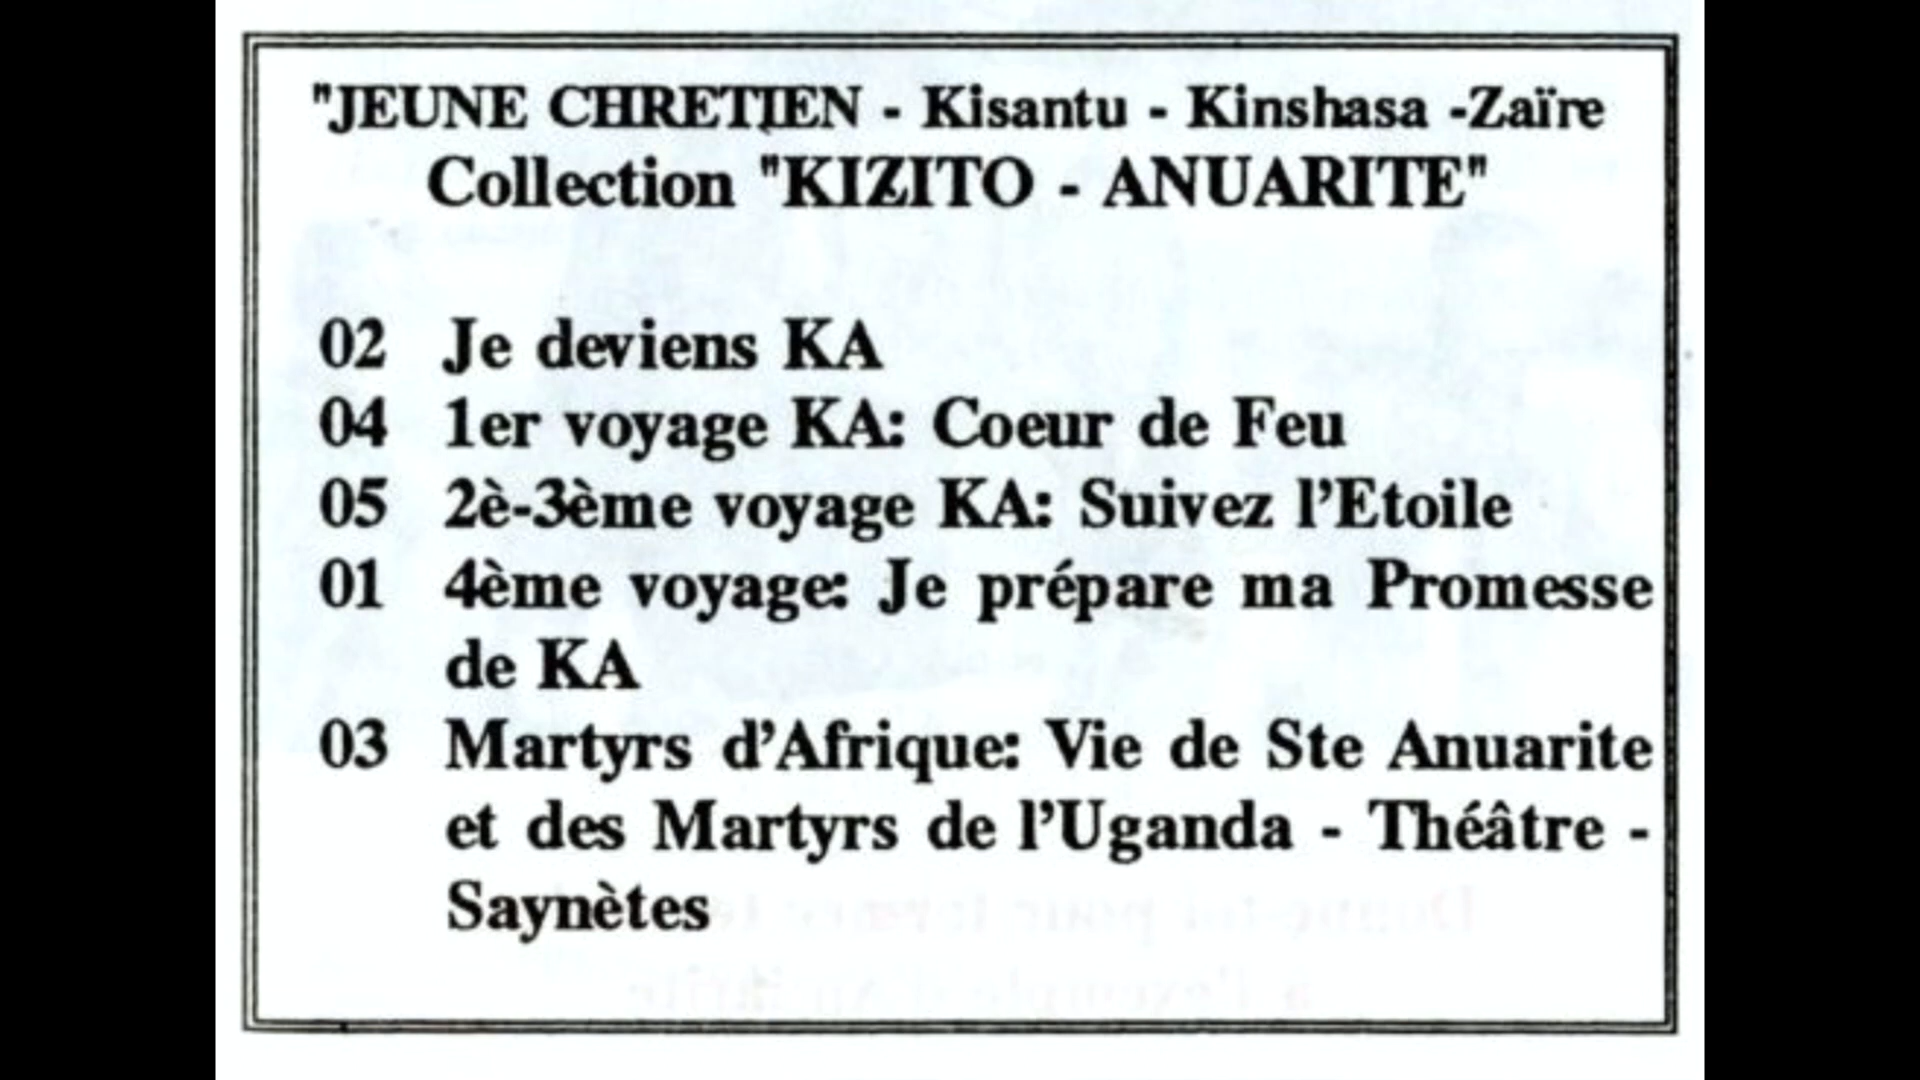 "JEUNE CHRETIEN - Kisantu - Kinshasa -Zaïre
Collection "KIZITO - ANUARITE"
02 Je deviens KA
04 1er voyage KA: Coeur de Feu
05 2è-3ème voyage KA: Suivez l'Etoile
01 4ème voyage: Je prépare ma Promesse
de KA
03 Martyrs d'Afrique: Vie de Ste Anuarite
et des Martyrs de l'Uganda - Théâtre -
Saynètes